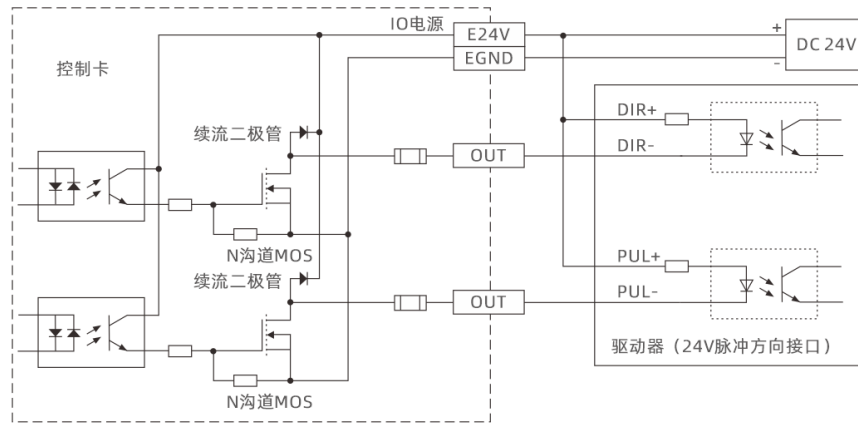 IO电源
E24V
EGND
+
-
DC 24V
控制卡
续流二极管
DIR+
DIR-
OUT
N沟道MOS
续流二极管
PUL+
PUL-
OUT
N沟道MOS
驱动器（24V脉冲方向接口）